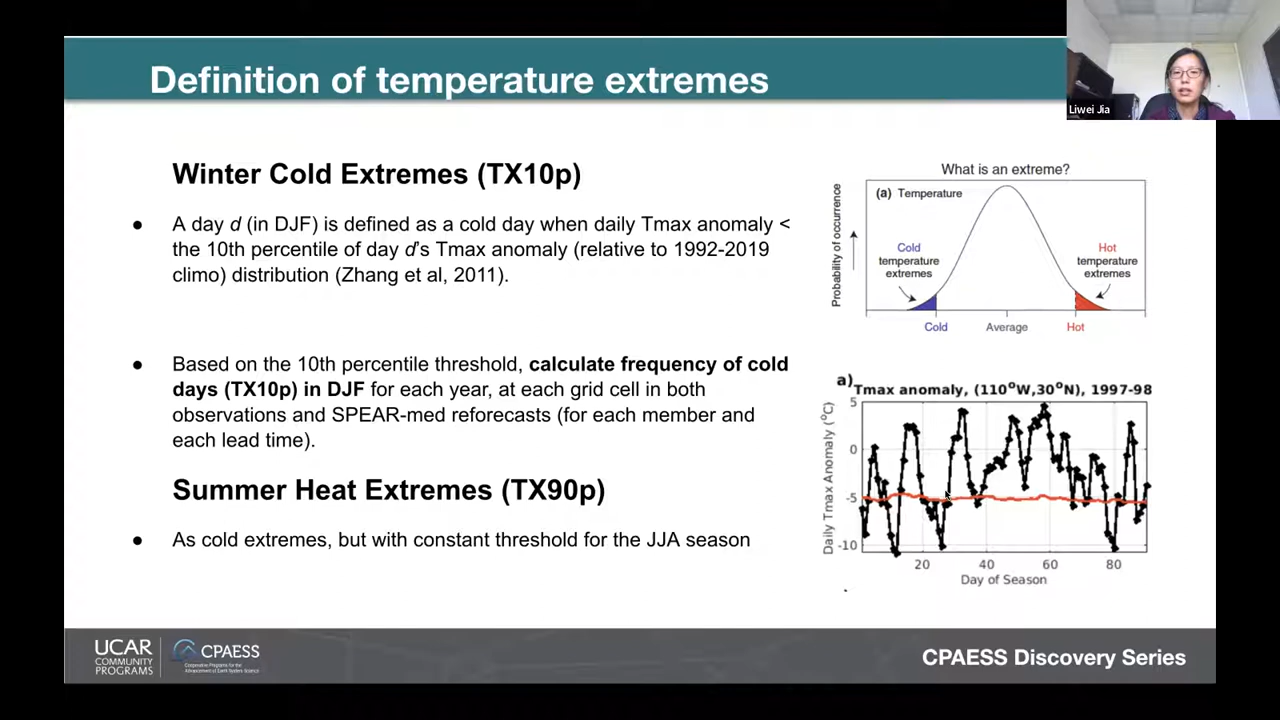 Liwei Jia
Definition of temperature extremes
Winter Cold Extremes (TX10p)
● A day d (in DJF) is defined as a cold day when daily Tmax anomaly <
the 10th percentile of day d's Tmax anomaly (relative to 1992-2019
climo) distribution (Zhang et al, 2011).
● Based on the 10th percentile threshold, calculate frequency of cold
days (TX10p) in DJF for each year, at each grid cell in both
observations and SPEAR-med reforecasts (for each member and
each lead time).
Summer Heat Extremes (TX90p)
● As cold extremes, but with constant threshold for the JJA season
What is an extreme?
Probability of occurrence
(a) Temperature
Cold
temperature
extremes
Hot
temperature
extremes
Cold
Average
Hot
a)
Tmax anomaly, (110°W,30°N), 1997-98
Daily Tmax Anomaly (°C)
5
0
-5
-10
20
40
60
80
Day of Season
UCAR
COMMUNITY
PROGRAMS
CPAESS
Cooperative Programs for the
Advancement of Earth System Science
CPAESS Discovery Series